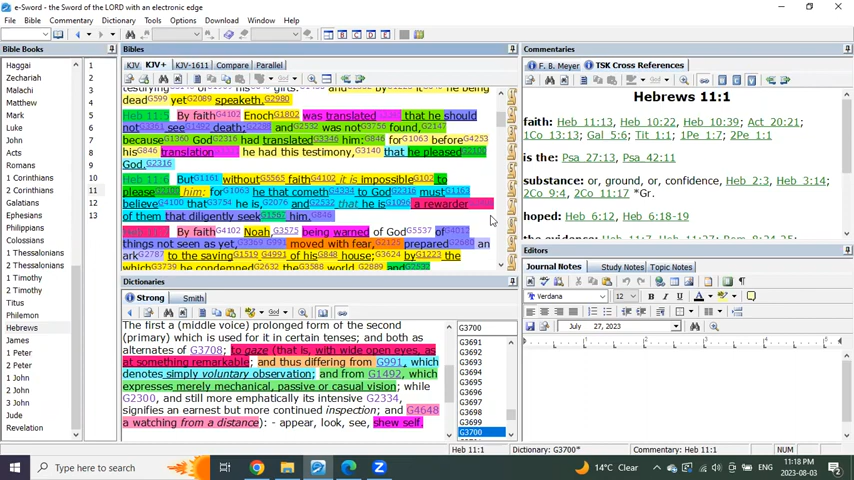 e-Sword - the Sword of the LORD with an electronic edge
File Bible Commentary Dictionary Tools Options Download Window Help
Bible Books
Haggai
Zechariah
Malachi
Matthew
Mark
Luke
John
Acts
Romans
1 Corinthians
2 Corinthians
Galatians
Ephesians
Philippians
Colossians
1 Thessalonians
2 Thessalonians
1 Timothy
2 Timothy
Titus
Philemon
Hebrews
James
1 Peter
2 Peter
1 John
2 John
3 John
Jude
Revelation
1
2
3
4
5
6
7
8
9
10
11
12
13
Bibles
KJV KJV+ KJV-1611 Compare Parallel
dead G599 yet G2089 speaketh. G2980
Heb 11:5 By faith G4102 Enoch G1802 was translated that he should
not G3361 see G1492 death; G2288 and G2532 was not G3756 found, G2147
because G1360 God G2316 had translated G3346 him: G846 for G1063 before G4253
his G846 translation he had this testimony, G3140 that he pleased G2100
God. G2316
Heb 11:6 But G1161 without G5565 faith G4102 it is impossible G102 to
please G2100 him: for G1063 he that cometh G4334 to God G2316 must G1163
believe G4100 that G3754 he is, G2076 and G2532 that he is G1096 a rewarder
of them that diligently seek G1567 him. G846
By faith G4102 Noah, G3575 being warned of God G5537 of G4012
things not seen as yet, G3369 G991 moved with fear, G2125 prepared G2680 an
ark G2787 to the saving G1519 G4991 of his G848 house; G3624 by G1223 the
which G3739 he condemned G2632 the G3588 world, G2889 and G2532
Dictionaries
Strong Smith
The first a (middle voice) prolonged form of the second
(primary) which is used for it in certain tenses; and both as
alternates of G3708; to gaze (that is, with wide open eyes, as
at something remarkable; and thus differing from G991, which
denotes simply voluntary observation; and from G1492, which
expresses merely mechanical, passive or casual vision; while
G2300, and still more emphatically its intensive G2334,
signifies an earnest but more continued inspection; and G4648
a watching from a distance): - appear, look, see, shew self.
G3700
G3691
G3692
G3693
G3694
G3695
G3696
G3697
G3698
G3699
G3700
Commentaries
F. B. Meyer TSK Cross References
Hebrews 11:1
faith: Heb 11:13, Heb 10:22, Heb 10:39; Act 20:21;
1Co 13:13; Gal 5:6; Tit 1:1; 1Pe 1:7; 2Pe 1:1
is the: Psa 27:13, Psa 42:11
substance: or, ground, or, confidence, Heb 2:3, Heb 3:14;
2Co 9:4, 2Co 11:17 *Gr.
hoped: Heb 6:12, Heb 6:18-19
Editors
Journal Notes Study Notes Topic Notes
Verdana 12 B I U A
July 27, 2023
Heb 11:1 Dictionary: G3700* Commentary: Heb 11:1 NUM
Type here to search
14°C Clear
ENG
11:18 PM
2023-08-03
2